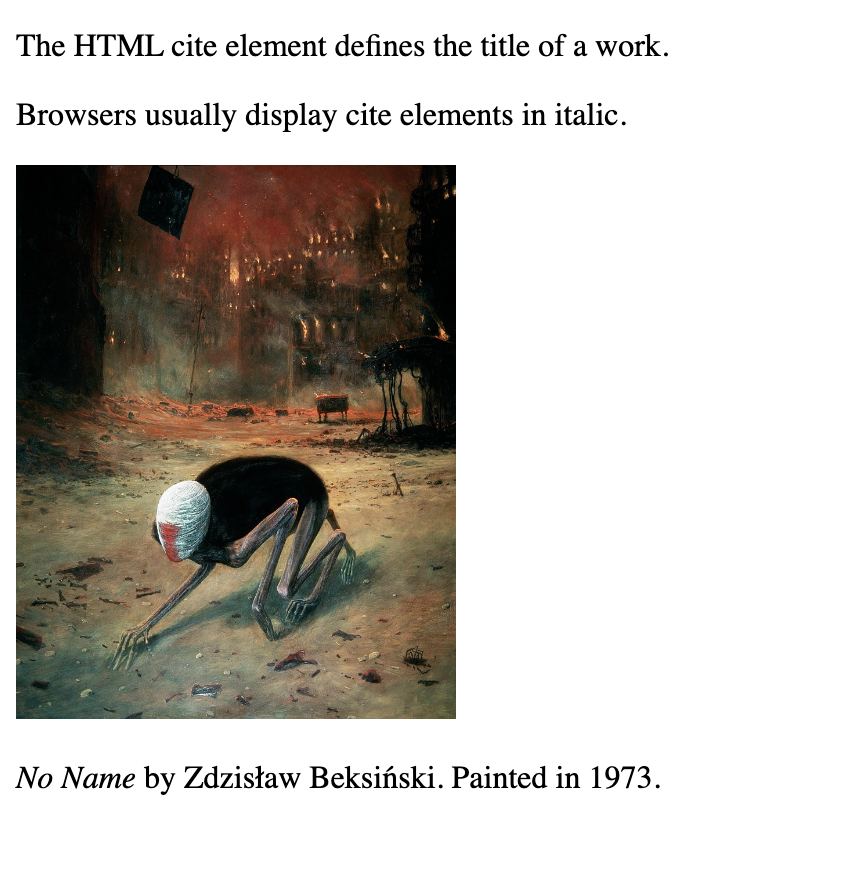 The HTML cite element defines the title of a work.
Browsers usually display cite elements in italic.
No Name by Zdzisław Beksiński. Painted in 1973.